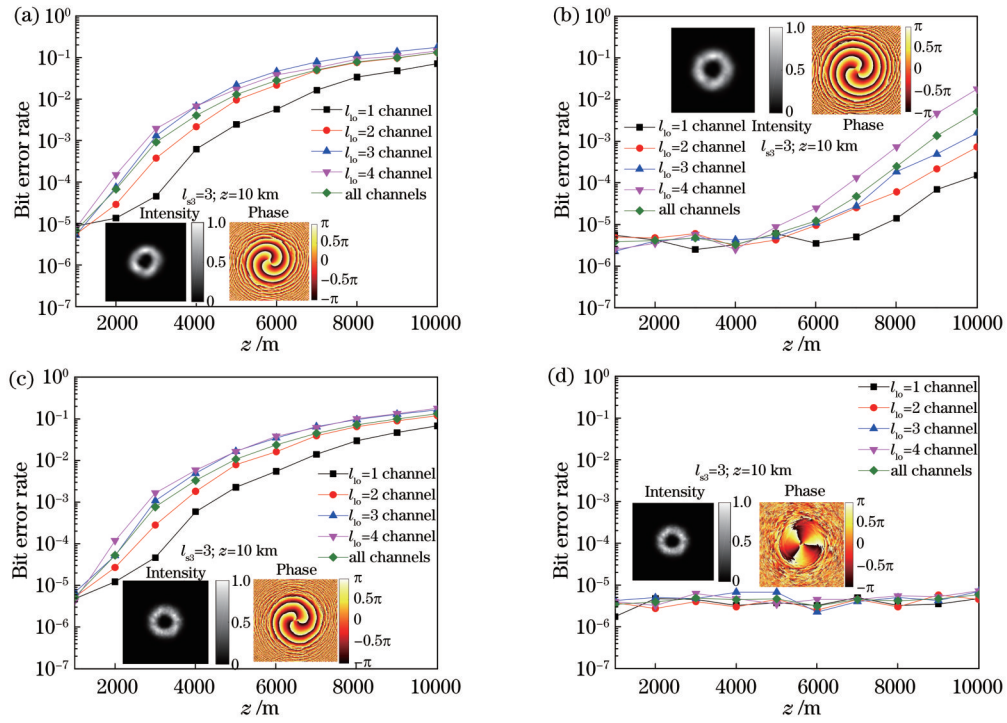 (a)
Bit error rate
10⁰
10⁻¹
10⁻²
10⁻³
10⁻⁴
10⁻⁵
10⁻⁶
10⁻⁷
l_lo=1 channel
l_lo=2 channel
l_lo=3 channel
l_lo=4 channel
all channels
l_s3=3; z=10 km
Intensity
1.0
0.5
0
Phase
π
0.5π
0
−0.5π
−π
2000 4000 6000 8000 10000
z /m
(b)
Bit error rate
10⁰
10⁻¹
10⁻²
10⁻³
10⁻⁴
10⁻⁵
10⁻⁶
10⁻⁷
1.0
0.5
0
π
0.5π
0
−0.5π
−π
l_lo=1 channel
l_lo=2 channel
l_lo=3 channel
l_lo=4 channel
all channels
Intensity
Phase
l_s3=3; z=10 km
2000 4000 6000 8000 10000
z /m
(c)
Bit error rate
10⁰
10⁻¹
10⁻²
10⁻³
10⁻⁴
10⁻⁵
10⁻⁶
10⁻⁷
l_lo=1 channel
l_lo=2 channel
l_lo=3 channel
l_lo=4 channel
all channels
l_s3=3; z=10 km
Intensity
1.0
0.5
0
Phase
π
0.5π
0
−0.5π
−π
2000 4000 6000 8000 10000
z /m
(d)
Bit error rate
10⁰
10⁻¹
10⁻²
10⁻³
10⁻⁴
10⁻⁵
10⁻⁶
10⁻⁷
l_lo=1 channel
l_lo=2 channel
l_lo=3 channel
l_lo=4 channel
all channels
l_s3=3; z=10 km
Intensity
1.0
0.5
0
Phase
π
0.5π
0
−0.5π
−π
2000 4000 6000 8000 10000
z /m